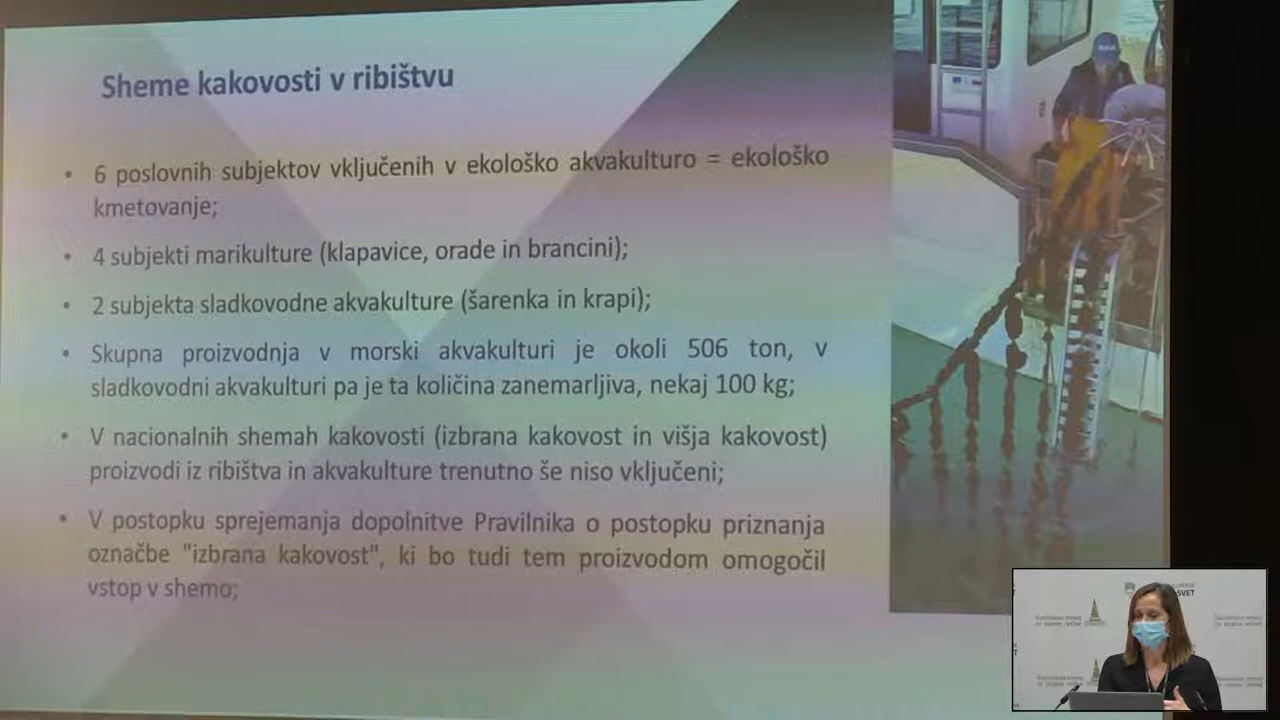 Sheme kakovosti v ribištvu
• 6 poslovnih subjektov vključenih v ekološko akvakulturo = ekološko
kmetovanje;
• 4 subjekti marikulture (klapavice, orade in brancini);
• 2 subjekta sladkovodne akvakulture (šarenka in krapi);
• Skupna proizvodnja v morski akvakulturi je okoli 506 ton, v
sladkovodni akvakulturi pa je ta količina zanemarljiva, nekaj 100 kg;
• V nacionalnih shemah kakovosti (izbrana kakovost in višja kakovost)
proizvodi iz ribištva in akvakulture trenutno še niso vključeni;
• V postopku sprejemanja dopolnitve Pravilnika o postopku priznanja
označbe "izbrana kakovost", ki bo tudi tem proizvodom omogočil
vstop v shemo;
SVET